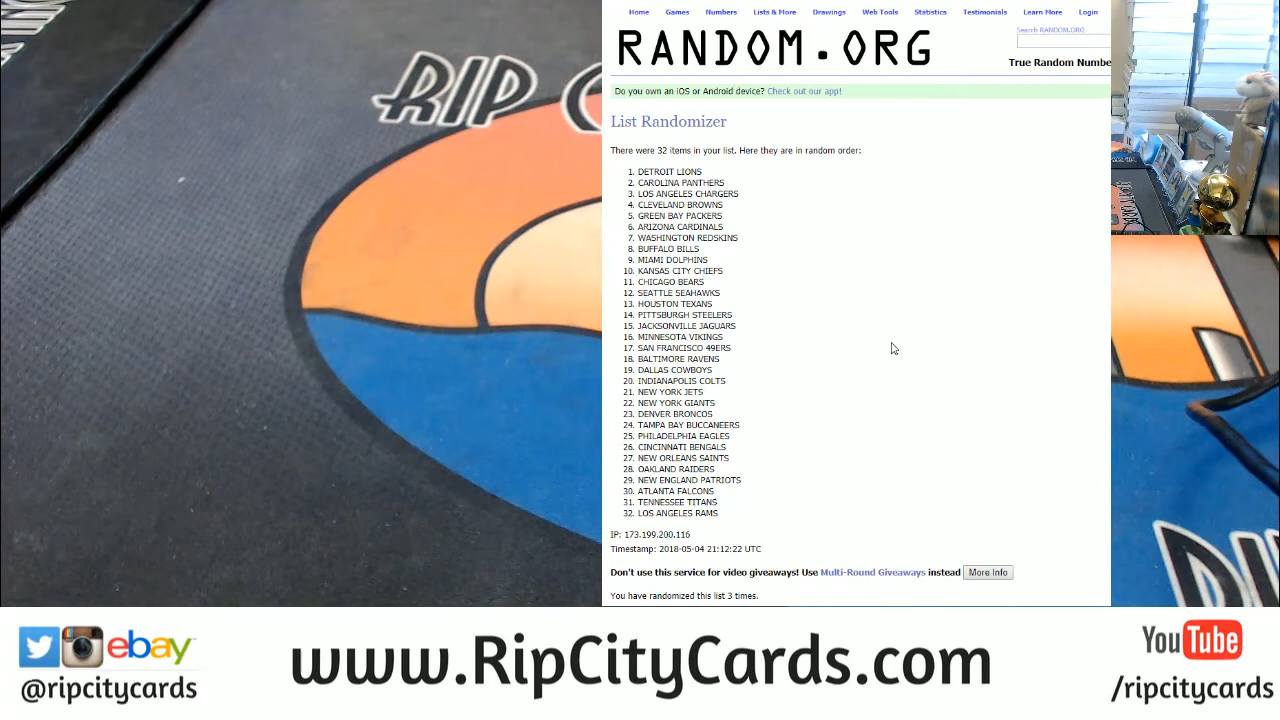 RIP C
Home Games Numbers Lists & More Drawings Web Tools Statistics Testimonials Learn More Login
RANDOM.ORG
Search RANDOM.ORG
True Random Numbe
Do you own an iOS or Android device? Check out our app!
List Randomizer
There were 32 items in your list. Here they are in random order:
1. DETROIT LIONS
2. CAROLINA PANTHERS
3. LOS ANGELES CHARGERS
4. CLEVELAND BROWNS
5. GREEN BAY PACKERS
6. ARIZONA CARDINALS
7. WASHINGTON REDSKINS
8. BUFFALO BILLS
9. MIAMI DOLPHINS
10. KANSAS CITY CHIEFS
11. CHICAGO BEARS
12. SEATTLE SEAHAWKS
13. HOUSTON TEXANS
14. PITTSBURGH STEELERS
15. JACKSONVILLE JAGUARS
16. MINNESOTA VIKINGS
17. SAN FRANCISCO 49ERS
18. BALTIMORE RAVENS
19. DALLAS COWBOYS
20. INDIANAPOLIS COLTS
21. NEW YORK JETS
22. NEW YORK GIANTS
23. DENVER BRONCOS
24. TAMPA BAY BUCCANEERS
25. PHILADELPHIA EAGLES
26. CINCINNATI BENGALS
27. NEW ORLEANS SAINTS
28. OAKLAND RAIDERS
29. NEW ENGLAND PATRIOTS
30. ATLANTA FALCONS
31. TENNESSEE TITANS
32. LOS ANGELES RAMS
IP: 173.199.200.116
Timestamp: 2018-05-04 21:12:22 UTC
Don't use this service for video giveaways! Use Multi-Round Giveaways instead More Info
You have randomized this list 3 times.
ebay
@ripcitycards
www.RipCityCards.com
YouTube
/ripcitycards